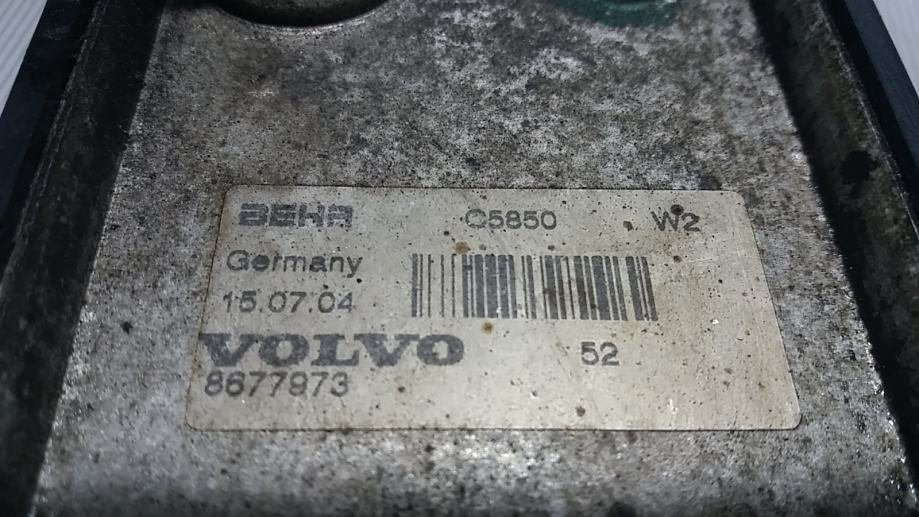 BEHR C5850 W2
Germany
15.07.04
VOLVO 52
8677973